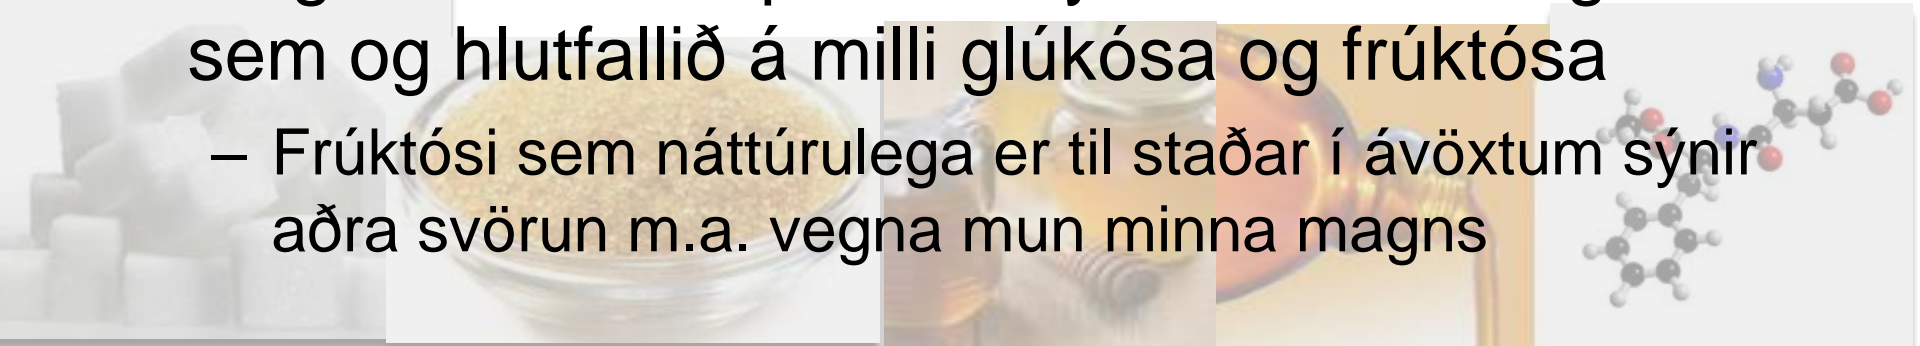 sem og hlutfallið á milli glúkósa og frúktósa
– Frúktósi sem náttúrulega er til staðar í ávöxtum sýnir
aðra svörun m.a. vegna mun minna magns